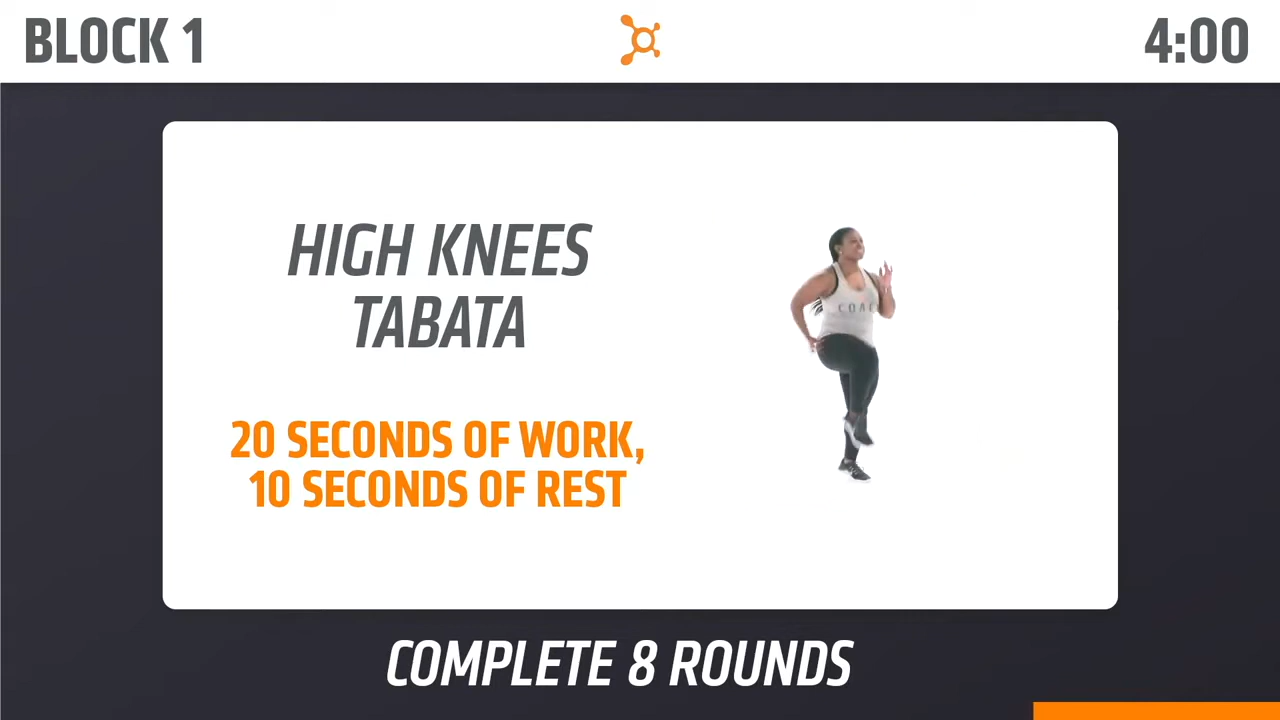 BLOCK 1
4:00
HIGH KNEES
TABATA
20 SECONDS OF WORK,
10 SECONDS OF REST
COMPLETE 8 ROUNDS